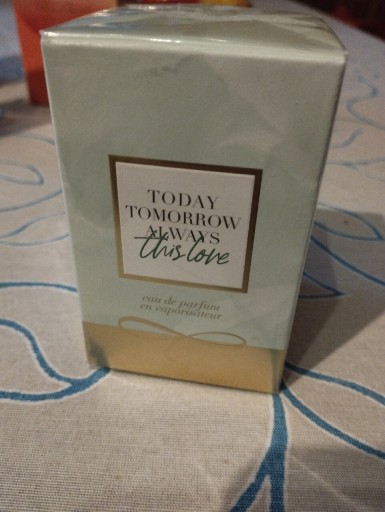 TODAY
TOMORROW
ALWAYS
this love
eau de parfum
en vaporisateur